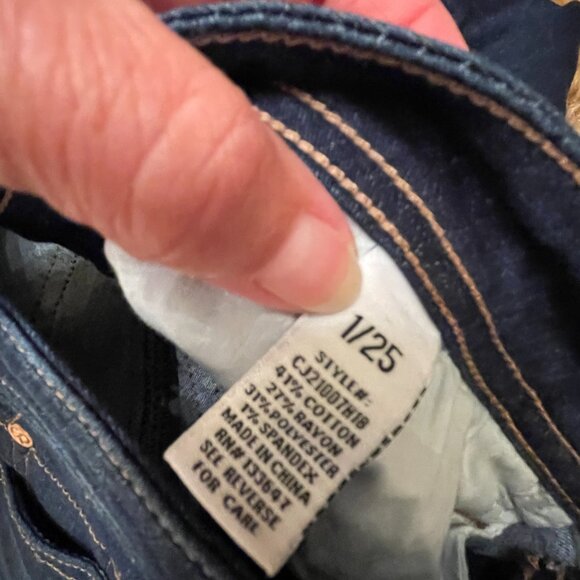 1/25
STYLE#:
CJ21007H1B
41% COTTON
27% RAYON
31% POLYESTER
1% SPANDEX
MADE IN CHINA
RN# 133647
SEE REVERSE
FOR CARE